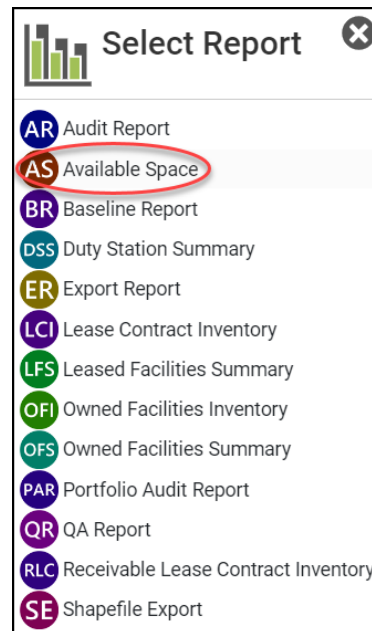 Select Report
AR Audit Report
AS Available Space
BR Baseline Report
DSS Duty Station Summary
ER Export Report
LCI Lease Contract Inventory
LFS Leased Facilities Summary
OFI Owned Facilities Inventory
OFS Owned Facilities Summary
PAR Portfolio Audit Report
QR QA Report
RLC Receivable Lease Contract Inventory
SE Shapefile Export